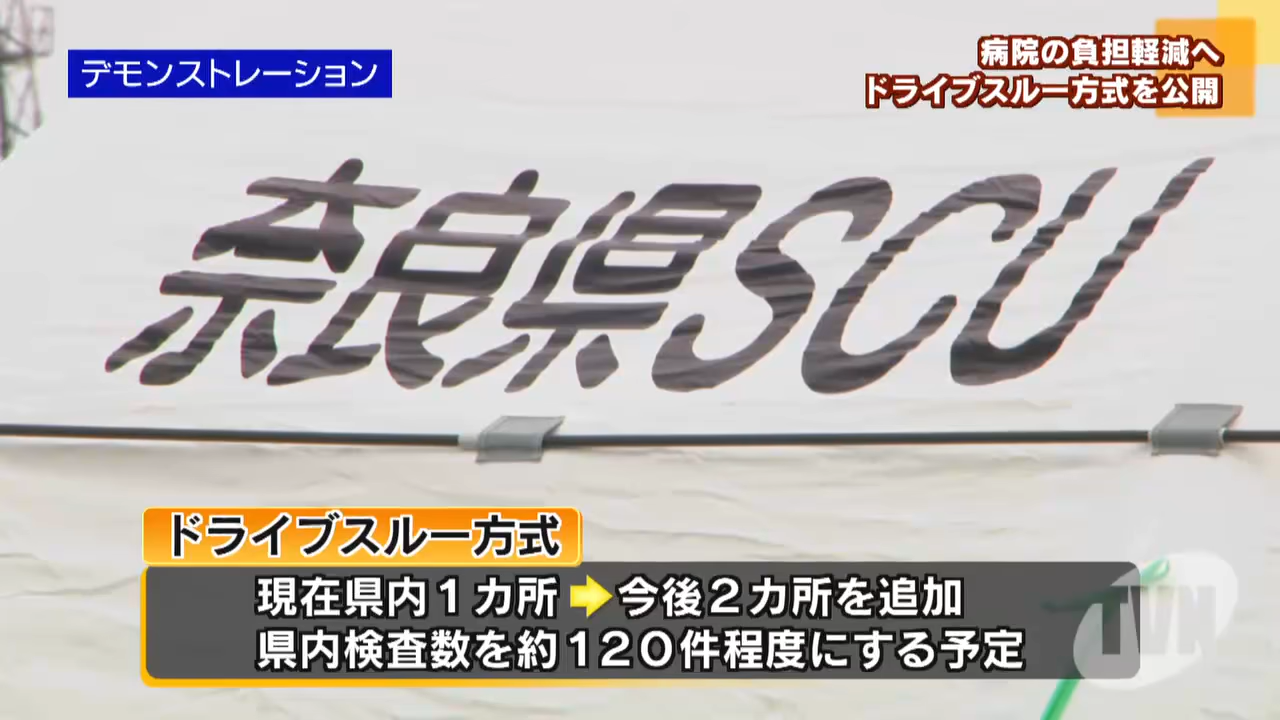 デモンストレーション
病院の負担軽減へ
ドライブスルー方式を公開
奈良県SCU
ドライブスルー方式
現在県内１カ所➡今後２カ所を追加
県内検査数を約１２０件程度にする予定
TVN